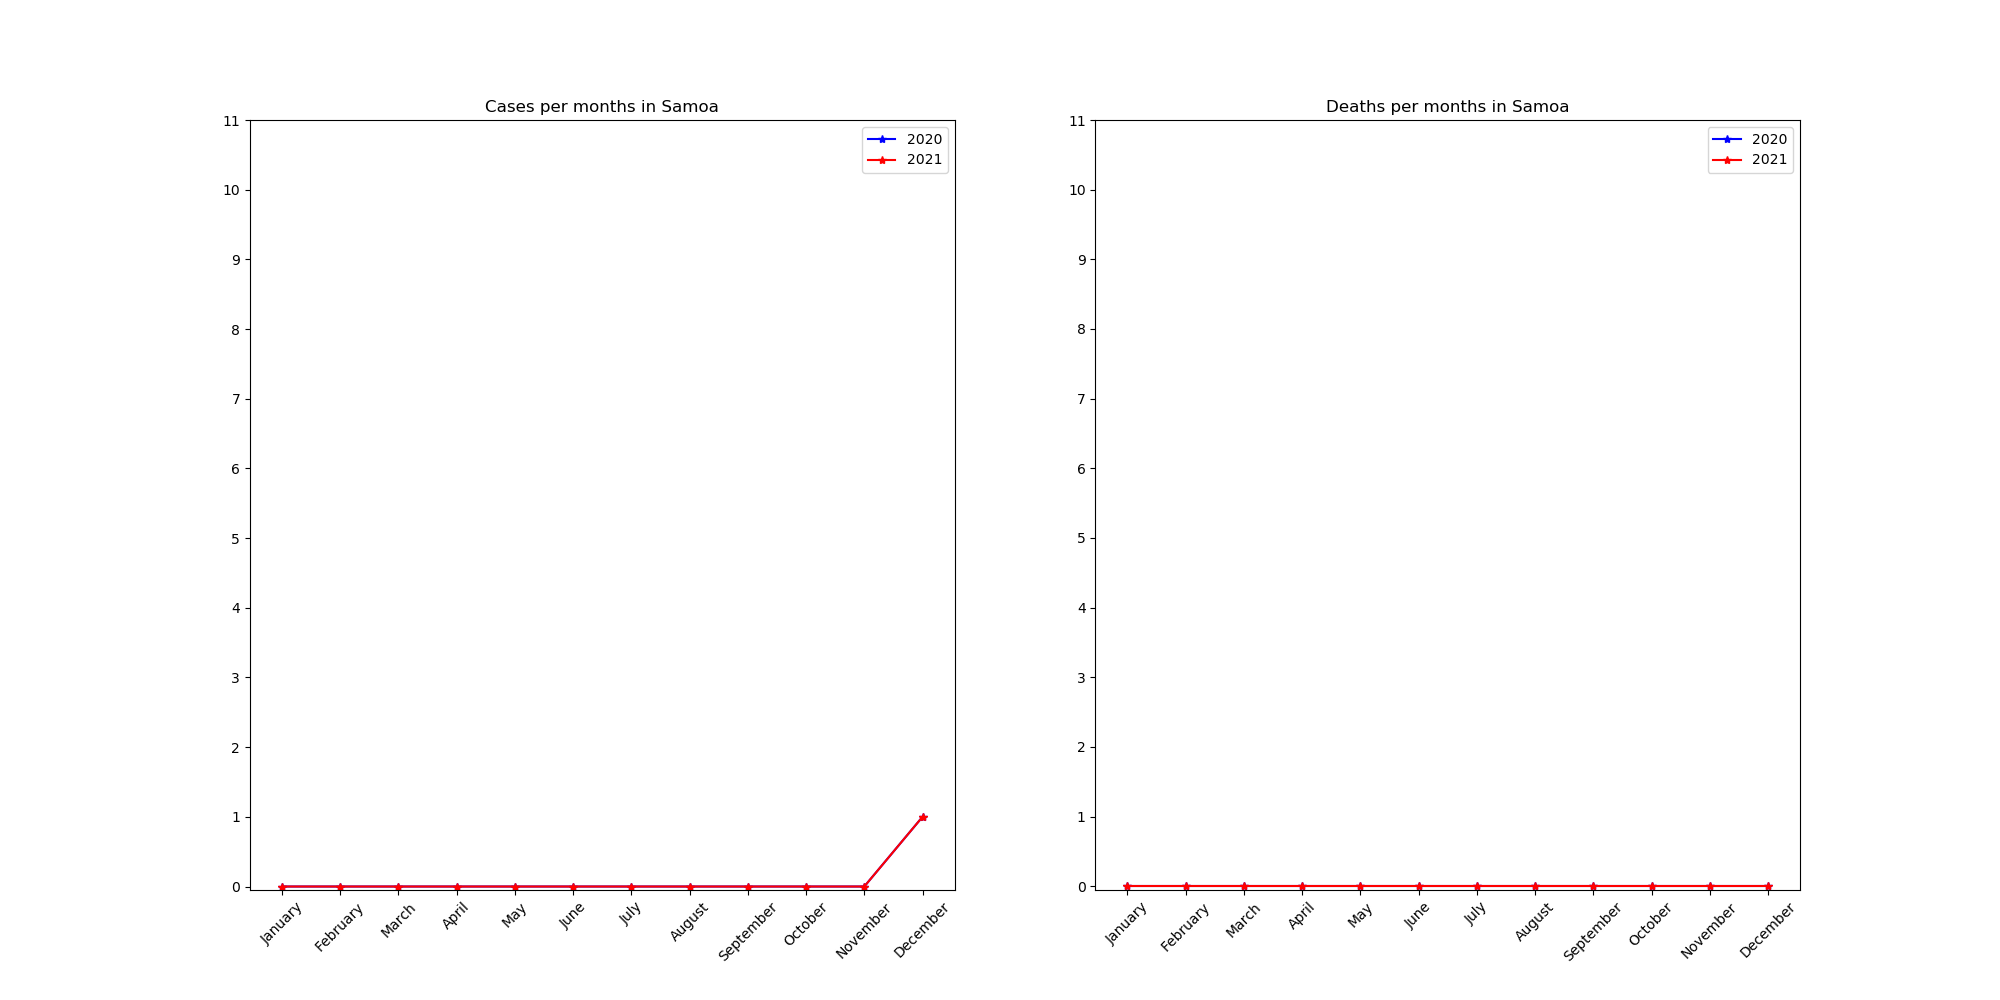 Cases per months in Samoa
11
10
9
8
7
6
5
4
3
2
1
0
2020
2021
January
February
March
April
May
June
July
August
September
October
November
December
Deaths per months in Samoa
11
10
9
8
7
6
5
4
3
2
1
0
2020
2021
January
February
March
April
May
June
July
August
September
October
November
December